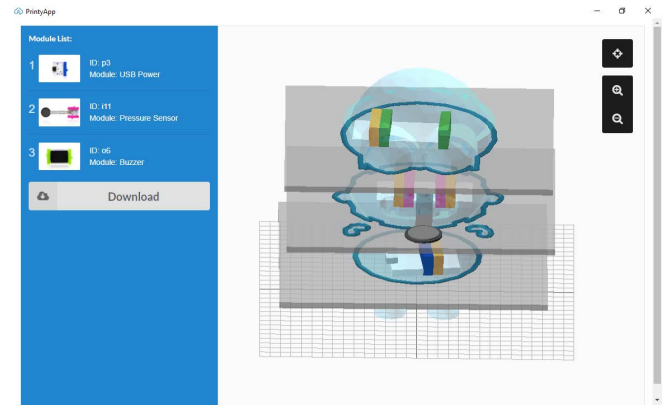 PrintyApp
Module List:
1
ID: p3
Module: USB Power
2
ID: i11
Module: Pressure Sensor
3
ID: o6
Module: Buzzer
Download